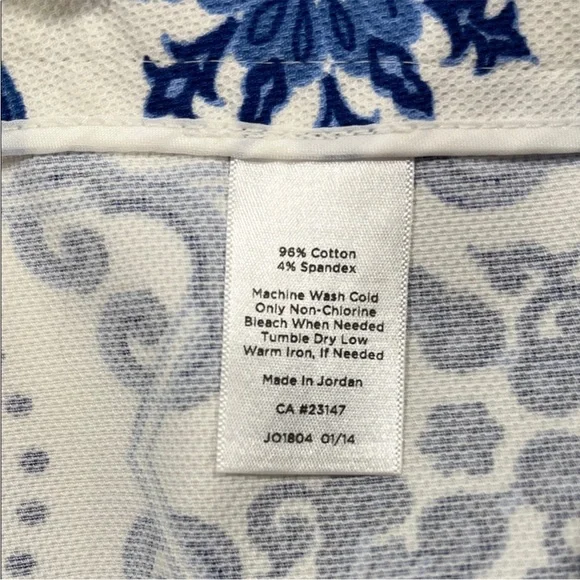 96% Cotton
4% Spandex
Machine Wash Cold
Only Non-Chlorine
Bleach When Needed
Tumble Dry Low
Warm Iron, If Needed
Made In Jordan
CA #23147
JO1804 01/14